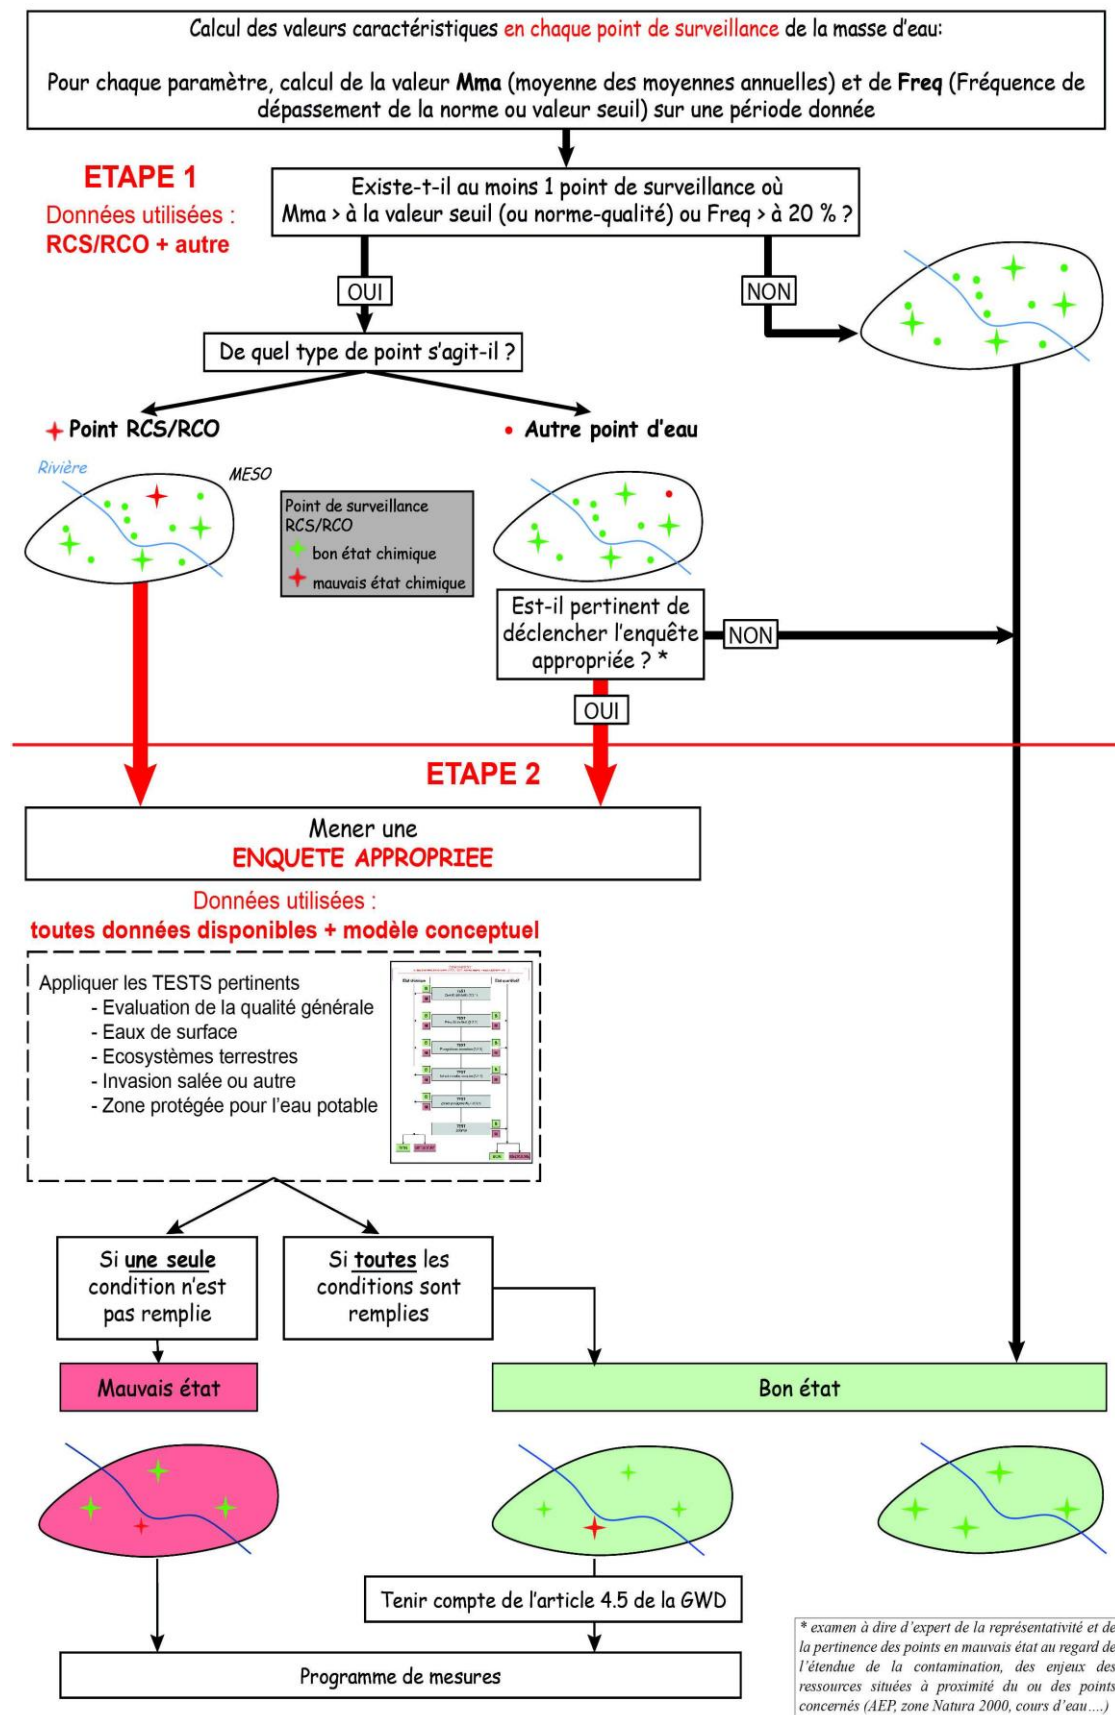 Calcul des valeurs caractéristiques en chaque point de surveillance de la masse d'eau:
Pour chaque paramètre, calcul de la valeur Mma (moyenne des moyennes annuelles) et de Freq (Fréquence de
dépassement de la norme ou valeur seuil) sur une période donnée
ETAPE 1
Données utilisées :
RCS/RCO + autre
Existe-t-il au moins 1 point de surveillance où
Mma > à la valeur seuil (ou norme-qualité) ou Freq > à 20 % ?
OUI
NON
De quel type de point s'agit-il ?
Point RCS/RCO
Autre point d'eau
Rivière
MESO
Point de surveillance
RCS/RCO
bon état chimique
mauvais état chimique
Est-il pertinent de
déclencher l'enquête
appropriée ? *
NON
OUI
ETAPE 2
Mener une
ENQUETE APPROPRIEE
Données utilisées :
toutes données disponibles + modèle conceptuel
Appliquer les TESTS pertinents
- Evaluation de la qualité générale
- Eaux de surface
- Ecosystèmes terrestres
- Invasion salée ou autre
- Zone protégée pour l'eau potable
Si une seule
condition n'est
pas remplie
Si toutes les
conditions sont
remplies
Mauvais état
Bon état
Tenir compte de l'article 4.5 de la GWD
Programme de mesures
* examen à dire d'expert de la représentativité et de
la pertinence des points en mauvais état au regard de
l'étendue de la contamination, des enjeux des
ressources situées à proximité du ou des points
concernés (AEP, zone Natura 2000, cours d'eau....)